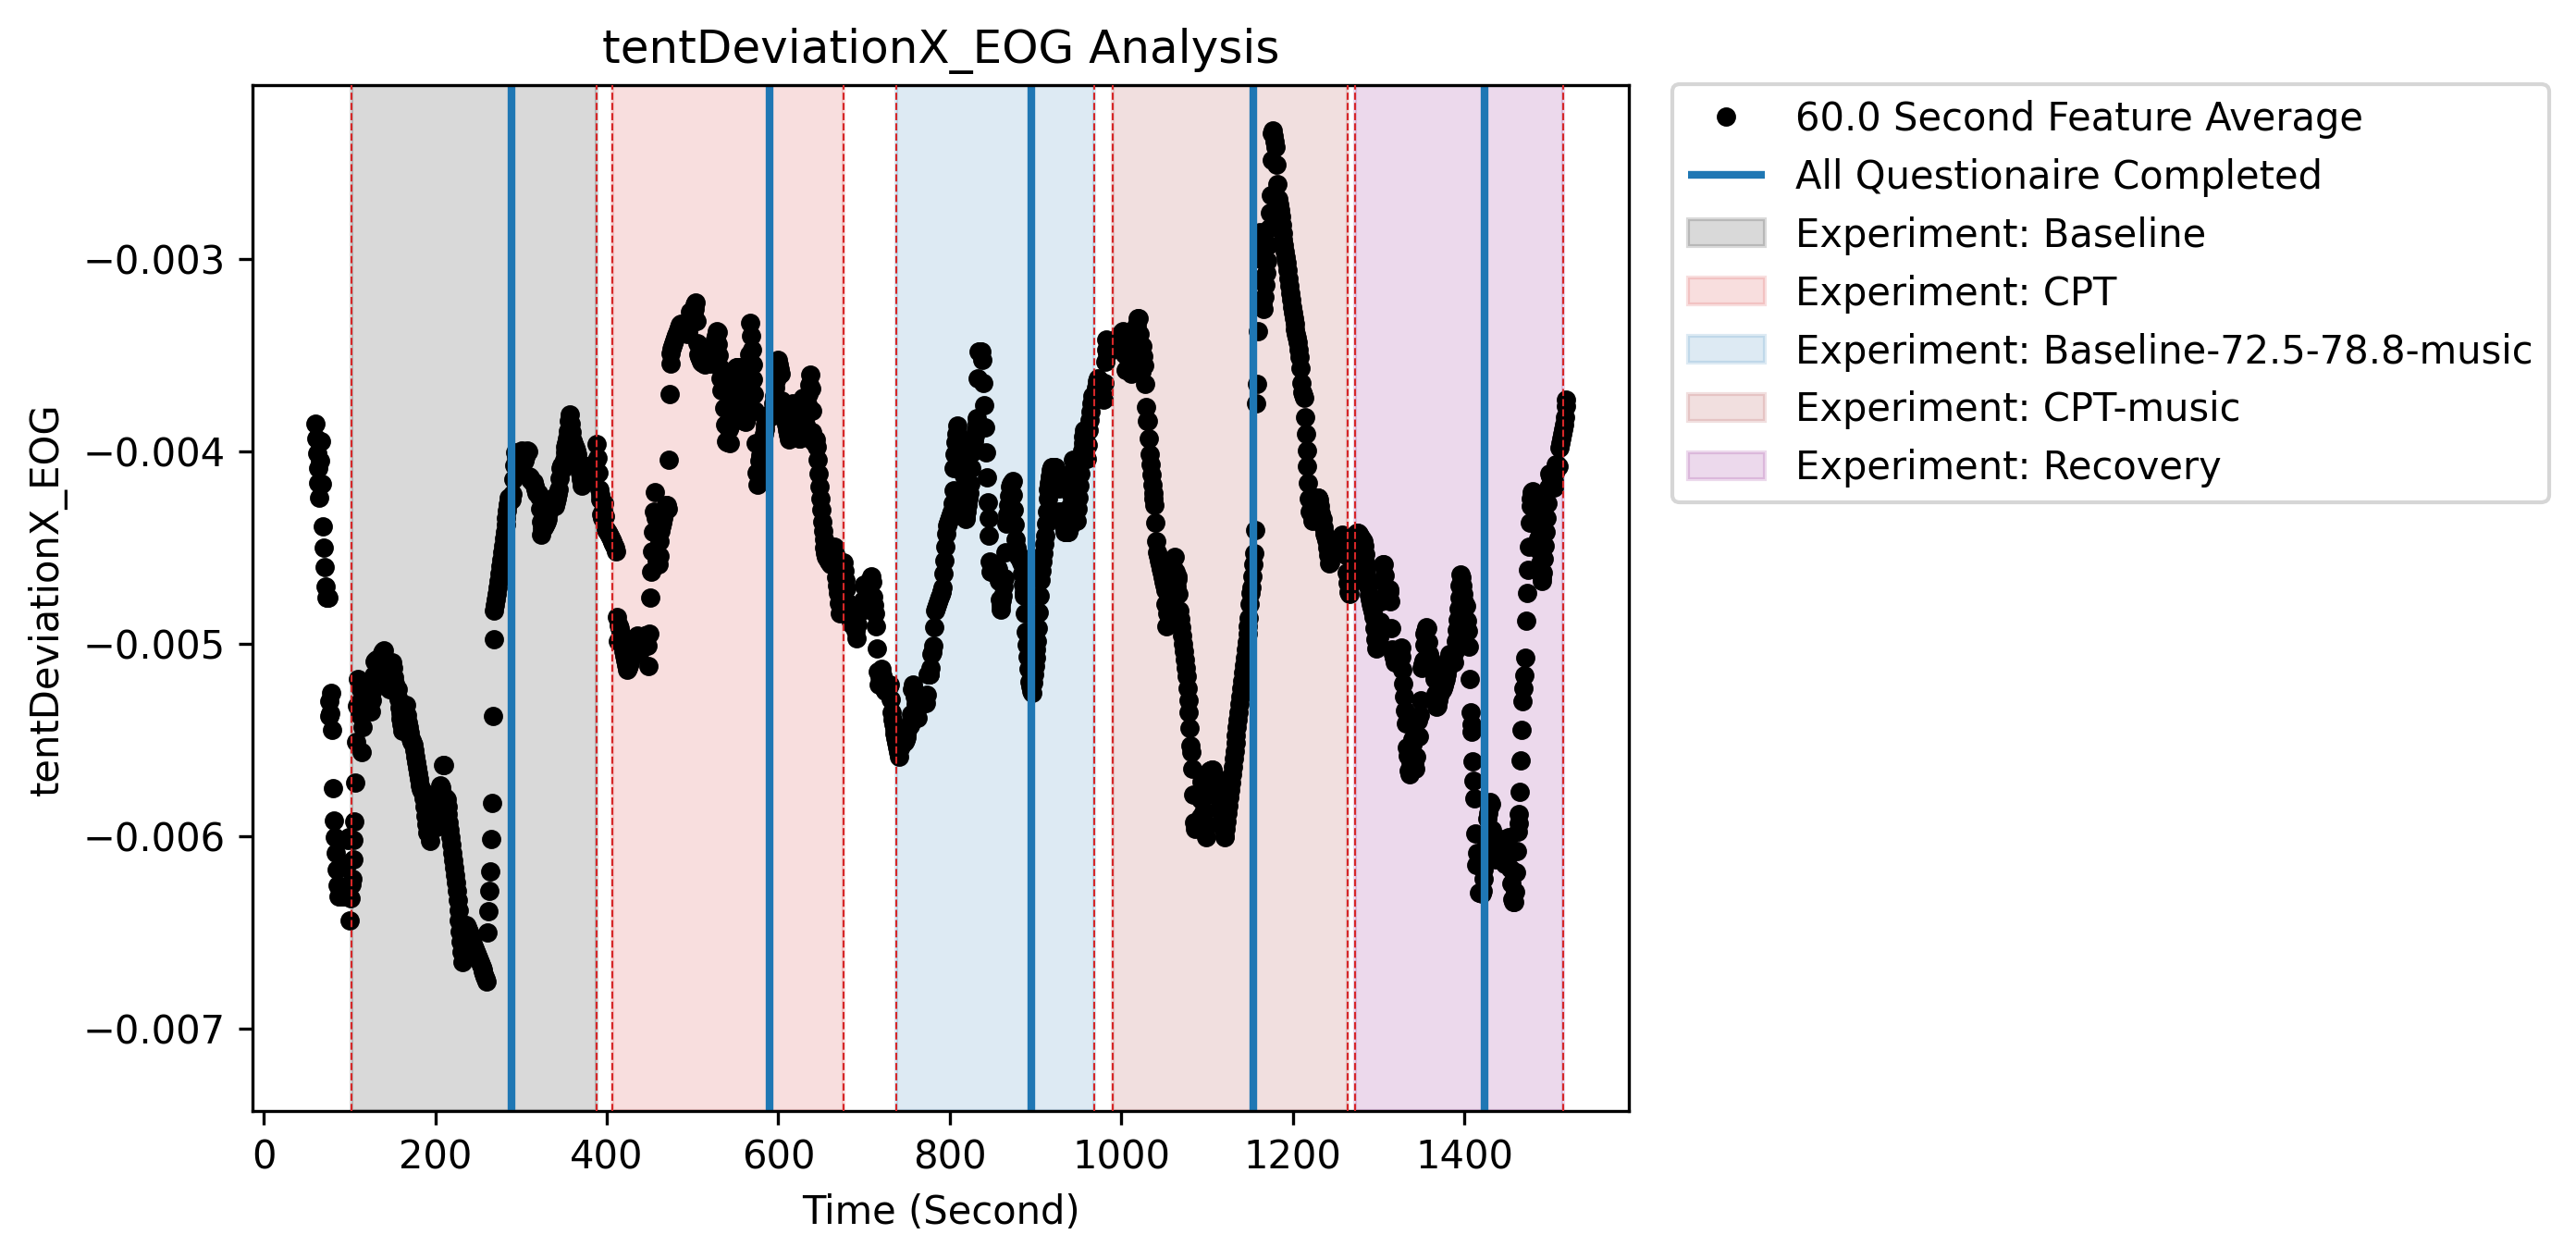 tentDeviationX_EOG Analysis
60.0 Second Feature Average
All Questionaire Completed
Experiment: Baseline
Experiment: CPT
Experiment: Baseline-72.5-78.8-music
Experiment: CPT-music
Experiment: Recovery
tentDeviationX_EOG
−0.003
−0.004
−0.005
−0.006
−0.007
0 200 400 600 800 1000 1200 1400
Time (Second)